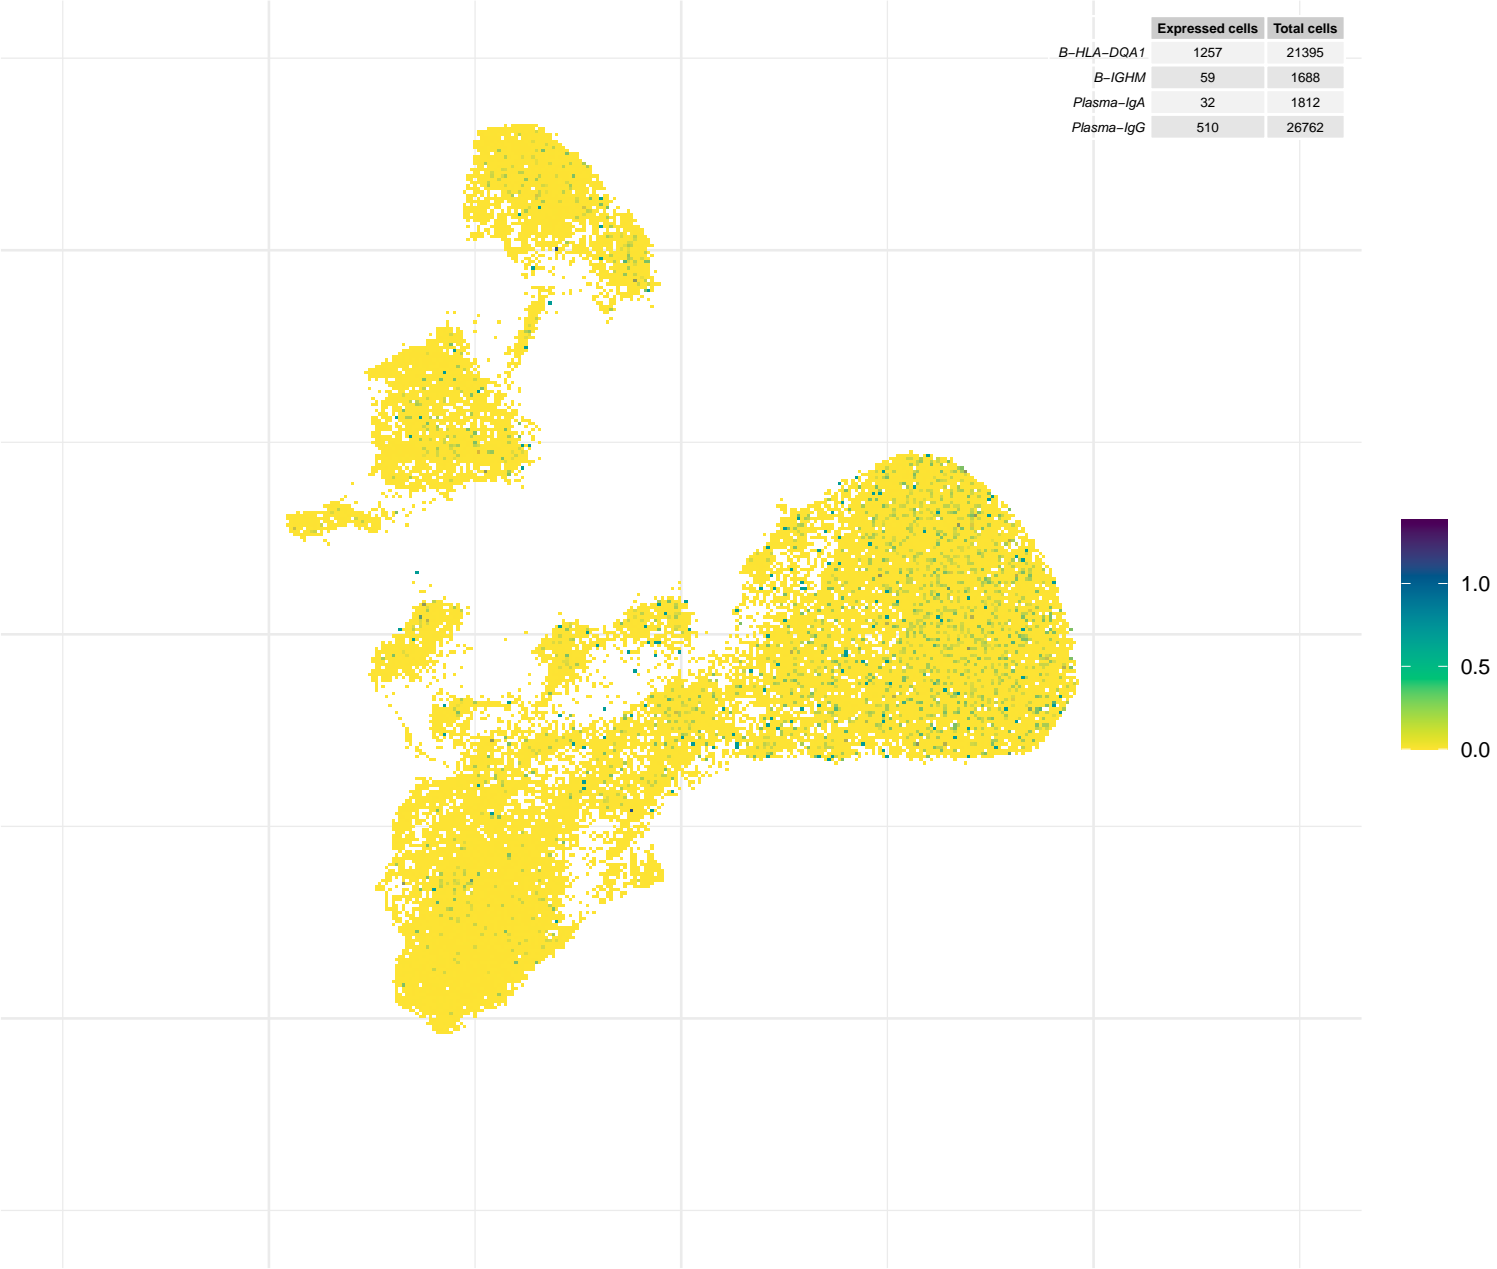 Expressed cells Total cells
B−HLA−DQA1 1257 21395
B−IGHM 59 1688
Plasma−IgA 32 1812
Plasma−IgG 510 26762
1.0
0.5
0.0